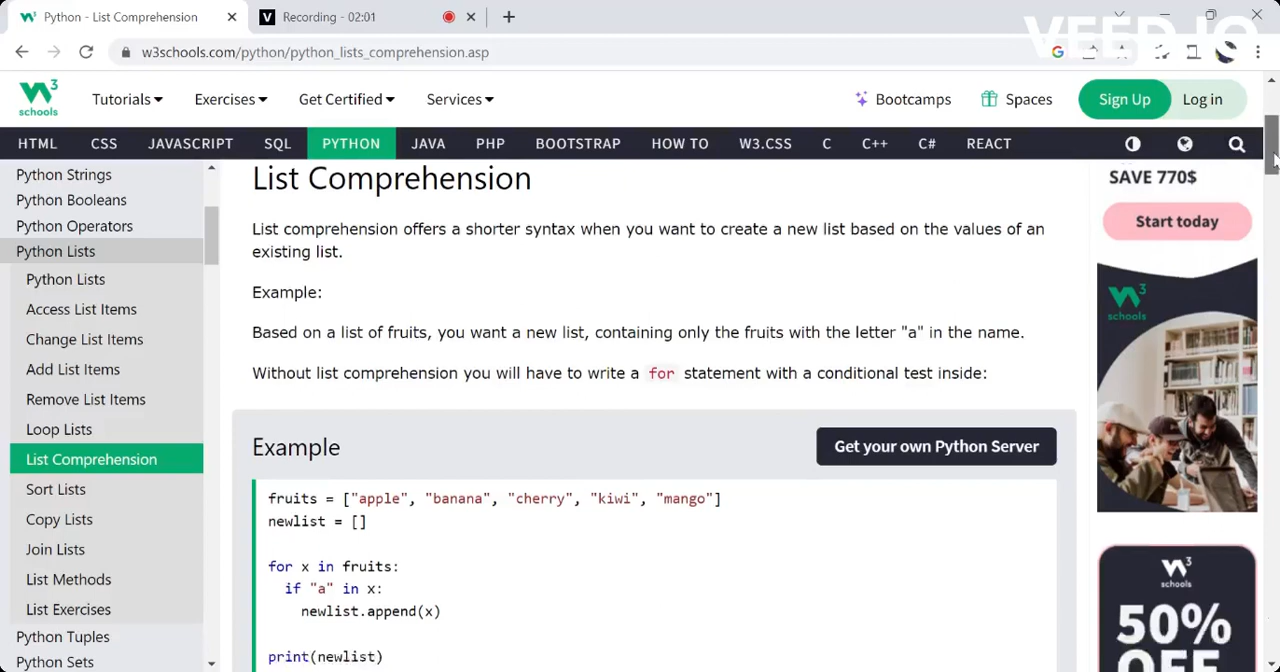 Python - List Comprehension
Recording - 02:01
VEED.IO
w3schools.com/python/python_lists_comprehension.asp
W3 schools
Tutorials
Exercises
Get Certified
Services
Bootcamps
Spaces
Sign Up
Log in
HTML CSS JAVASCRIPT SQL PYTHON JAVA PHP BOOTSTRAP HOW TO W3.CSS C C++ C# REACT
Python Strings
Python Booleans
Python Operators
Python Lists
Python Lists
Access List Items
Change List Items
Add List Items
Remove List Items
Loop Lists
List Comprehension
Sort Lists
Copy Lists
Join Lists
List Methods
List Exercises
Python Tuples
Python Sets
List Comprehension
List comprehension offers a shorter syntax when you want to create a new list based on the values of an
existing list.
Example:
Based on a list of fruits, you want a new list, containing only the fruits with the letter "a" in the name.
Without list comprehension you will have to write a for statement with a conditional test inside:
Example
Get your own Python Server
fruits = ["apple", "banana", "cherry", "kiwi", "mango"]
newlist = []
for x in fruits:
  if "a" in x:
    newlist.append(x)
print(newlist)
SAVE 770$
Start today
W3 schools
W3 schools
50%
OFF